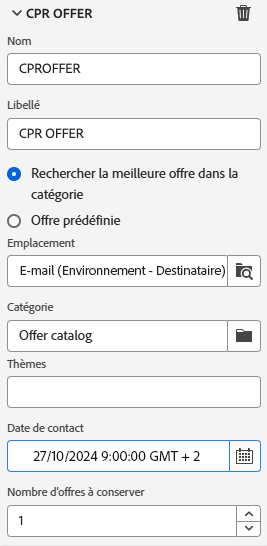 CPR OFFER
Nom
CPROFFER
Libellé
CPR OFFER
Rechercher la meilleure offre dans la
catégorie
Offre prédéfinie
Emplacement
E-mail (Environnement - Destinataire)
Catégorie
Offer catalog
Thèmes
Date de contact
27/10/2024 9:00:00 GMT + 2
Nombre d'offres à conserver
1